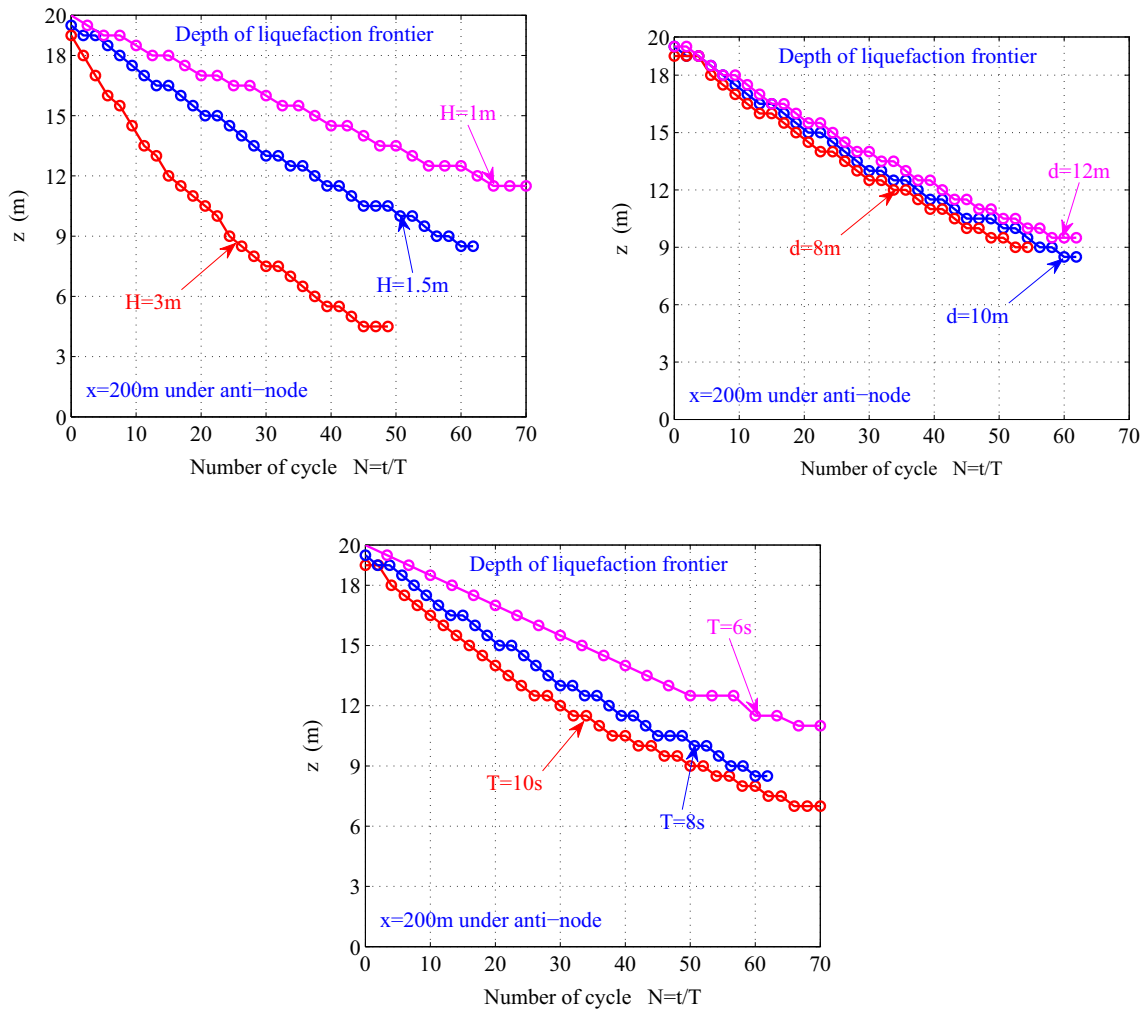 Depth of liquefaction frontier
20
18
15
12
9
6
3
0
z (m)
H=1m
H=1.5m
H=3m
x=200m under anti−node
0 10 20 30 40 50 60 70
Number of cycle N=t/T
Depth of liquefaction frontier
20
18
15
12
9
6
3
0
z (m)
d=12m
d=8m
d=10m
x=200m under anti−node
0 10 20 30 40 50 60 70
Number of cycle N=t/T
Depth of liquefaction frontier
20
18
15
12
9
6
3
0
z (m)
T=6s
T=10s
T=8s
x=200m under anti−node
0 10 20 30 40 50 60 70
Number of cycle N=t/T